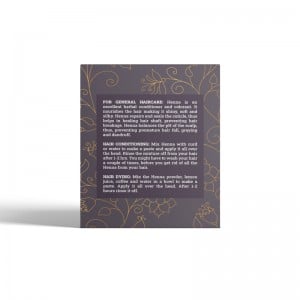 FOR GENERAL HAIRCARE: Henna is an
excellent herbal conditioner and colorant. It
nourishes the hair making it shiny, soft and
silky. Henna repairs and seals the cuticle, thus
helps in healing hair shaft, preventing hair
breakage. Henna balances the pH of the scalp,
thus, preventing premature hair fall, graying
and dandruff.
HAIR CONDITIONING: Mix Henna with curd
or water to make a paste and apply it all over
the head. Rinse the mixture off from your hair
after 1-2 hrs. You might have to wash your hair
a couple of times, before you get rid of all the
Henna from your hair.
HAIR DYING: Mix the Henna powder, lemon
juice, coffee and water in a bowl to make a
paste. Apply it all over the head. After 2-3
hours rinse it off.